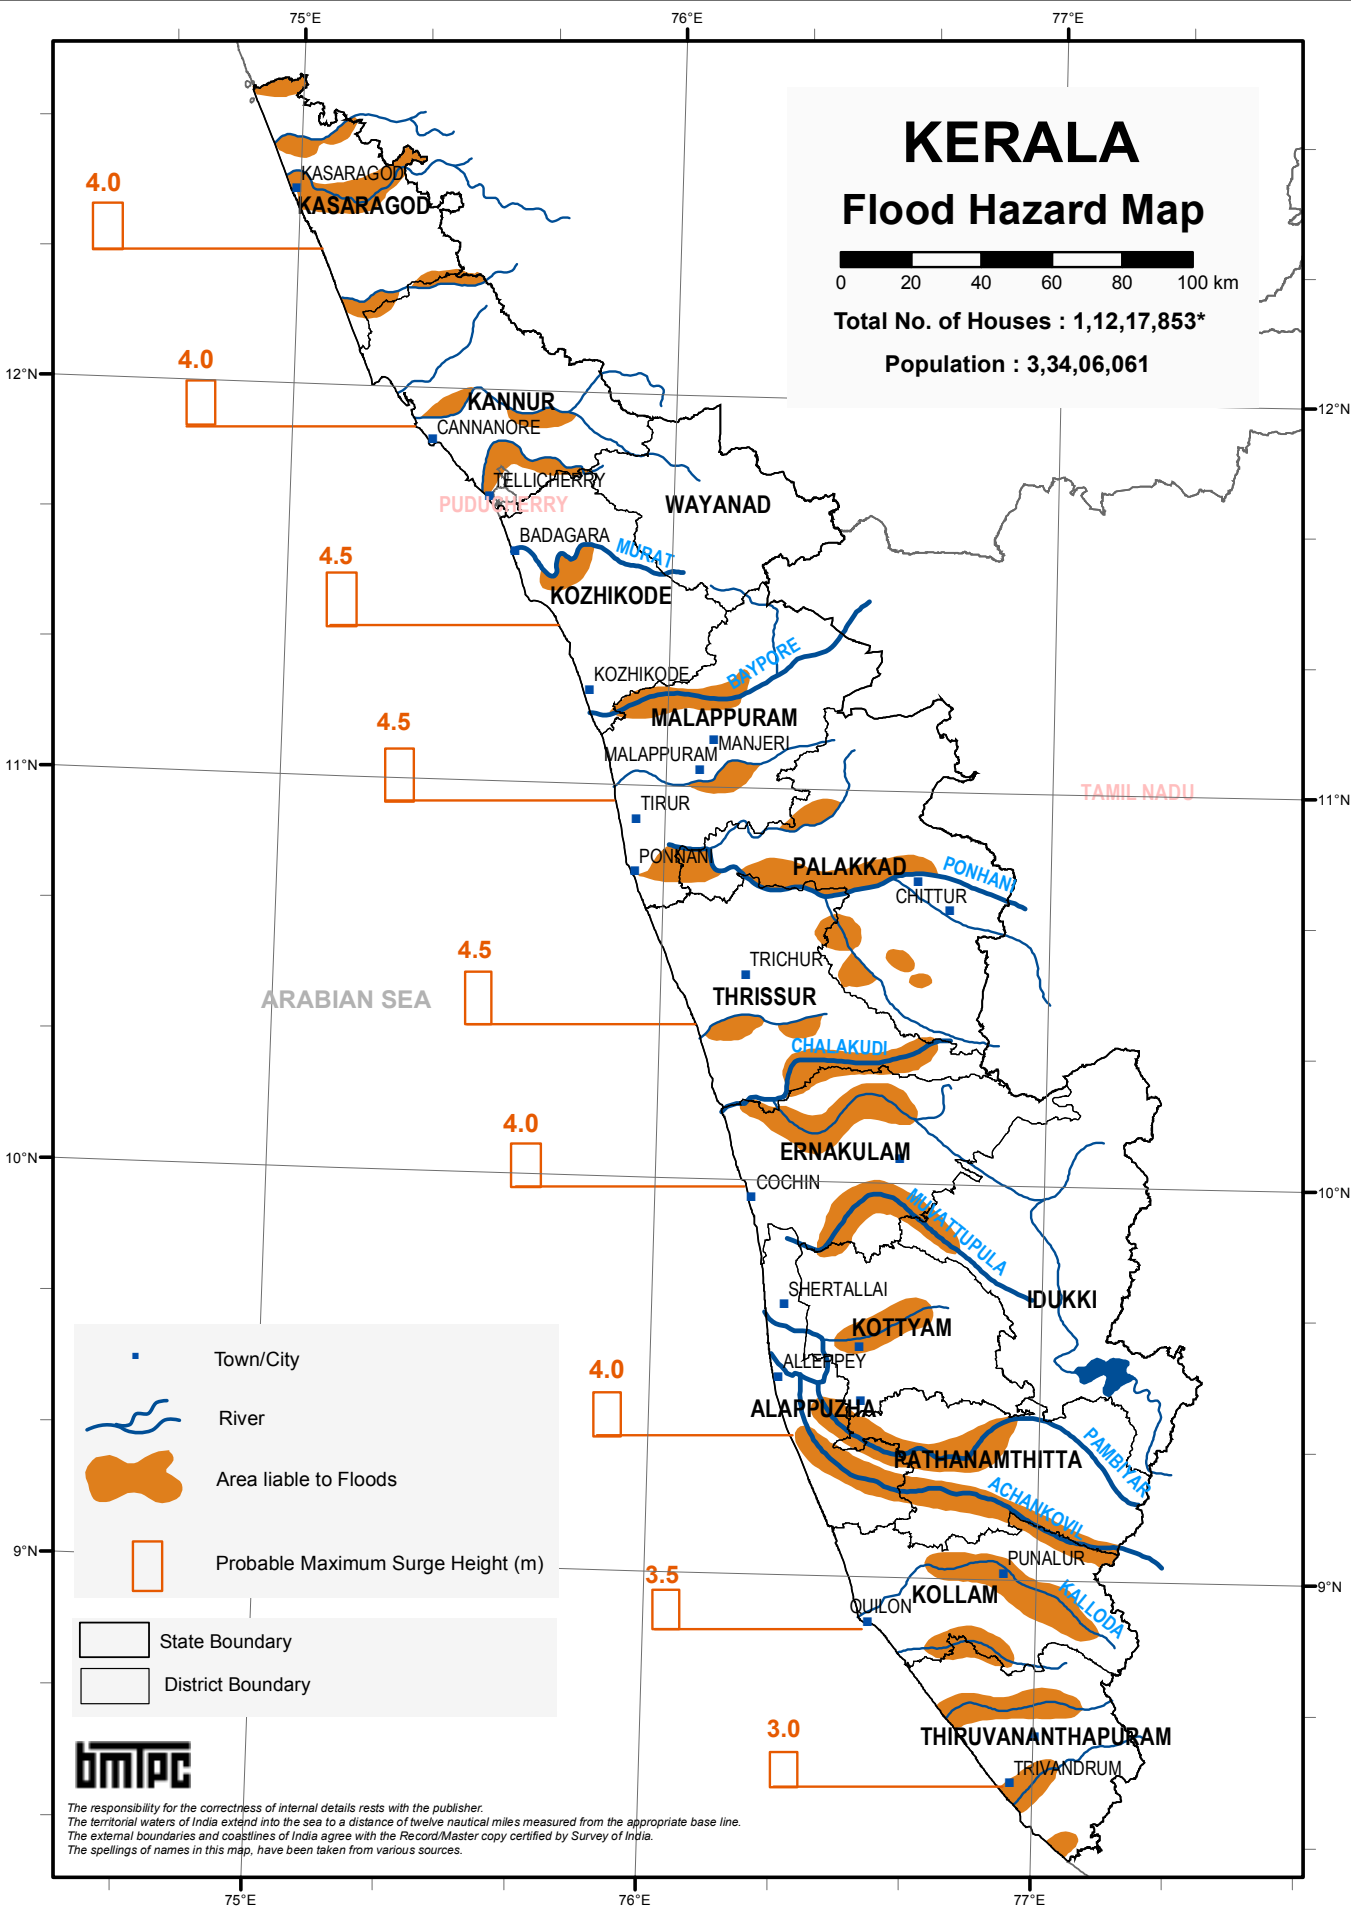 75°E
76°E
77°E
KERALA
Flood Hazard Map
0 20 40 60 80 100 km
Total No. of Houses : 1,12,17,853*
Population : 3,34,06,061
KASARAGOD
4.0
KASARAGOD
4.0
12°N
KANNUR
12°N
CANNANORE
TELLICHERRY
PUDUCHERRY
WAYANAD
BADAGARA
MURAT
4.5
KOZHIKODE
BAYPORE
KOZHIKODE
4.5
MALAPPURAM
MANJERI
MALAPPURAM
11°N
TAMIL NADU
11°N
TIRUR
PONNANI
PALAKKAD
PONHANI
CHITTUR
4.5
TRICHUR
ARABIAN SEA
THRISSUR
CHALAKUDI
4.0
ERNAKULAM
10°N
COCHIN
10°N
MUVATTUPULA
SHERTALLAI
IDUKKI
KOTTYAM
ALLEPPEY
4.0
ALAPPUZHA
PAMBIYAR
PATHANAMTHITTA
ACHANKOVIL
9°N
PUNALUR
3.5
KOLLAM
9°N
QUILON
KALLODA
3.0
THIRUVANANTHAPURAM
TRIVANDRUM
Town/City
River
Area liable to Floods
Probable Maximum Surge Height (m)
State Boundary
District Boundary
bmTPC
The responsibility for the correctness of internal details rests with the publisher.
The territorial waters of India extend into the sea to a distance of twelve nautical miles measured from the appropriate base line.
The external boundaries and coastlines of India agree with the Record/Master copy certified by Survey of India.
The spellings of names in this map, have been taken from various sources.
75°E
76°E
77°E